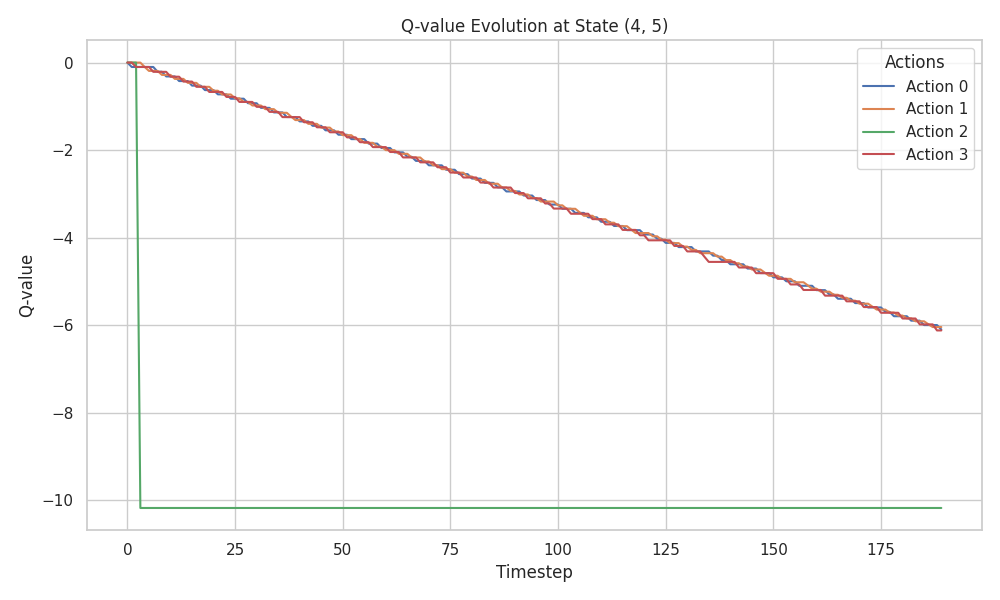 Q-value Evolution at State (4, 5)
Actions
Action 0
Action 1
Action 2
Action 3
Q-value
0
−2
−4
−6
−8
−10
0 25 50 75 100 125 150 175
Timestep